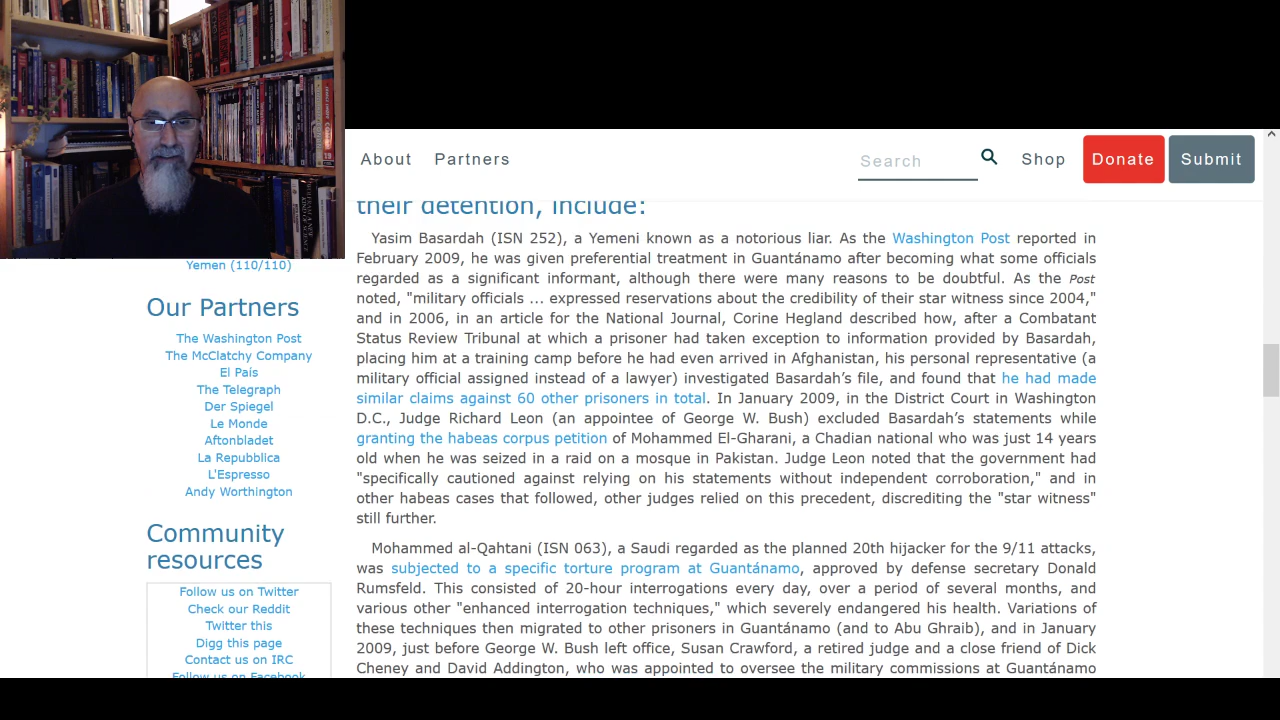 About Partners Search Shop Donate Submit
their detention, include:
Yasim Basardah (ISN 252), a Yemeni known as a notorious liar. As the Washington Post reported in
February 2009, he was given preferential treatment in Guantánamo after becoming what some officials
regarded as a significant informant, although there were many reasons to be doubtful. As the Post
noted, "military officials ... expressed reservations about the credibility of their star witness since 2004,"
and in 2006, in an article for the National Journal, Corine Hegland described how, after a Combatant
Status Review Tribunal at which a prisoner had taken exception to information provided by Basardah,
placing him at a training camp before he had even arrived in Afghanistan, his personal representative (a
military official assigned instead of a lawyer) investigated Basardah’s file, and found that he had made
similar claims against 60 other prisoners in total. In January 2009, in the District Court in Washington
D.C., Judge Richard Leon (an appointee of George W. Bush) excluded Basardah’s statements while
granting the habeas corpus petition of Mohammed El-Gharani, a Chadian national who was just 14 years
old when he was seized in a raid on a mosque in Pakistan. Judge Leon noted that the government had
"specifically cautioned against relying on his statements without independent corroboration," and in
other habeas cases that followed, other judges relied on this precedent, discrediting the "star witness"
still further.
Mohammed al-Qahtani (ISN 063), a Saudi regarded as the planned 20th hijacker for the 9/11 attacks,
was subjected to a specific torture program at Guantánamo, approved by defense secretary Donald
Rumsfeld. This consisted of 20-hour interrogations every day, over a period of several months, and
various other "enhanced interrogation techniques," which severely endangered his health. Variations of
these techniques then migrated to other prisoners in Guantánamo (and to Abu Ghraib), and in January
2009, just before George W. Bush left office, Susan Crawford, a retired judge and a close friend of Dick
Cheney and David Addington, who was appointed to oversee the military commissions at Guantánamo
Yemen (110/110)
Our Partners
The Washington Post
The McClatchy Company
El País
The Telegraph
Der Spiegel
Le Monde
Aftonbladet
La Repubblica
L'Espresso
Andy Worthington
Community
resources
Follow us on Twitter
Check our Reddit
Twitter this
Digg this page
Contact us on IRC
Follow us on Facebook